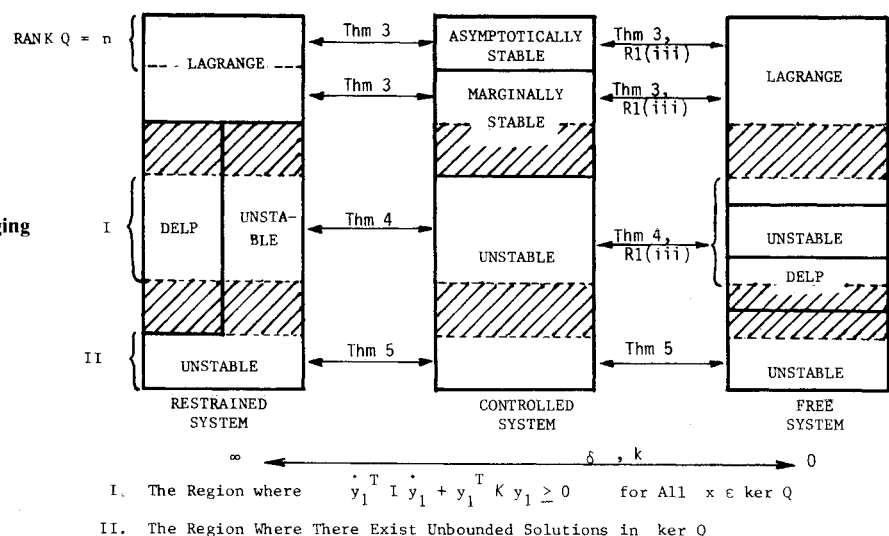 RANK Q = n
LAGRANGE
Thm 3
ASYMPTOTICALLY
STABLE
Thm 3,
R1(iii)
LAGRANGE
Thm 3
MARGINALLY
STABLE
Thm 3,
R1(iii)
ging
I
DELP
UNSTA-
BLE
Thm 4
UNSTABLE
Thm 4,
R1(iii)
UNSTABLE
DELP
II
UNSTABLE
Thm 5
Thm 5
UNSTABLE
RESTRAINED
SYSTEM
CONTROLLED
SYSTEM
FREE
SYSTEM
∞ δ , k 0
I. The Region where ẏ₁ᵀ I ẏ₁ + y₁ᵀ K y₁ ≥ 0 for All x ε ker Q
II. The Region Where There Exist Unbounded Solutions in ker Q